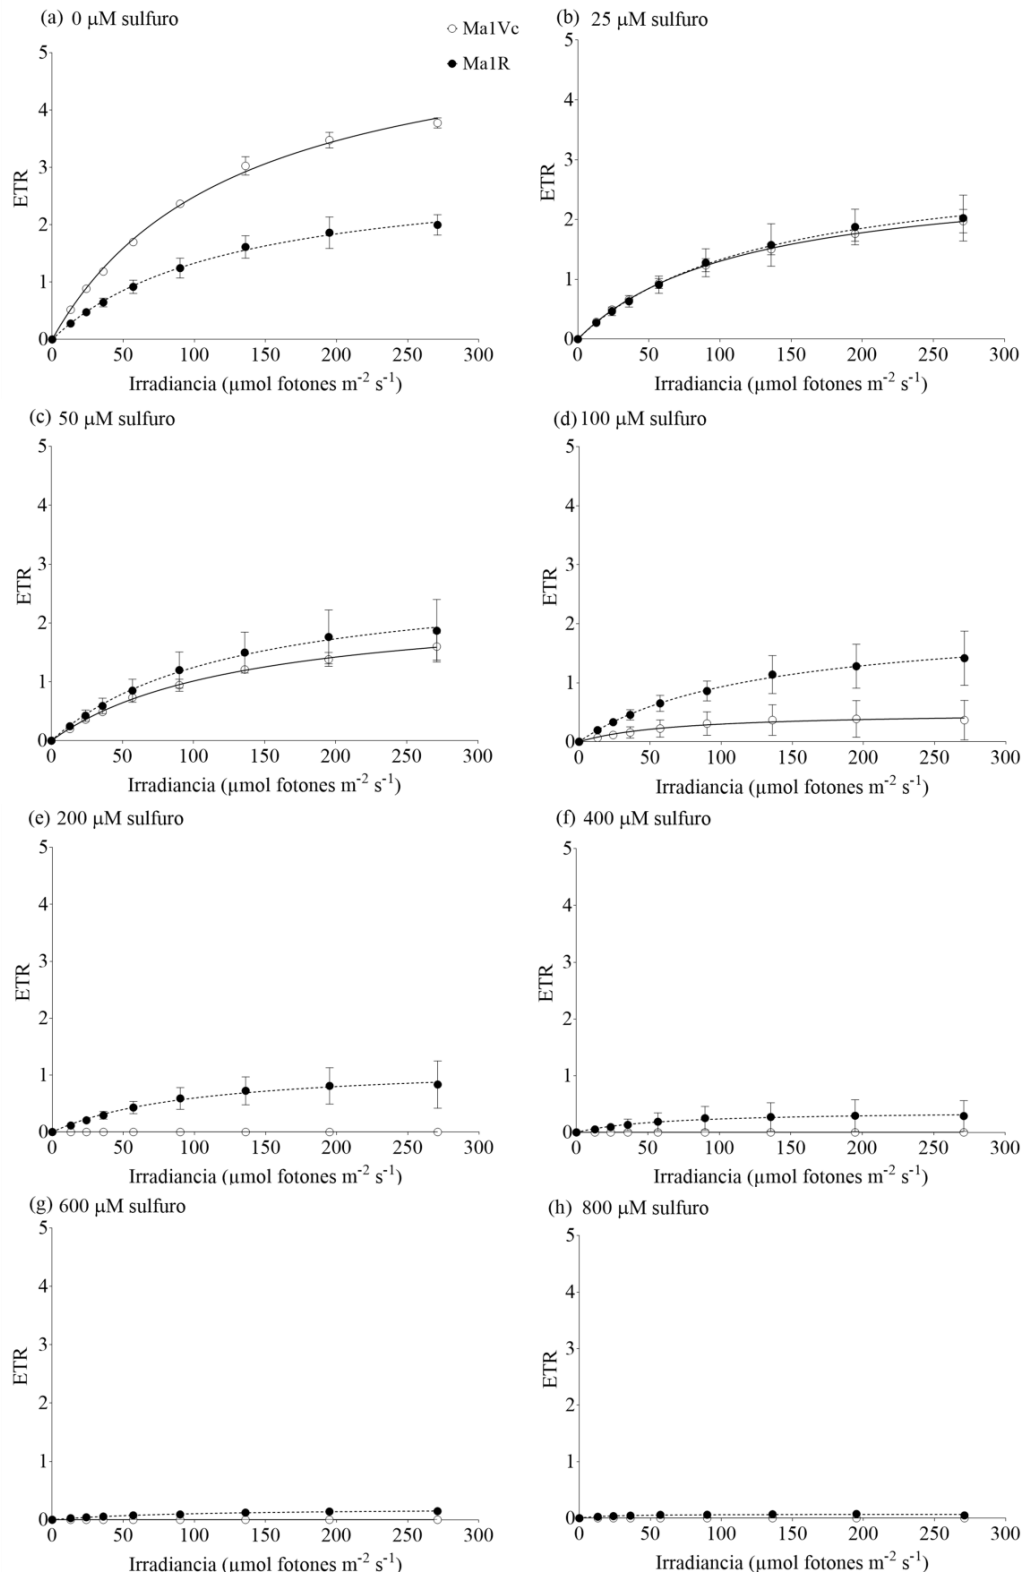 (a) 0 µM sulfuro
Ma1Vc
Ma1R
5
4
3
2
1
0
ETR
0 50 100 150 200 250 300
Irradiancia (µmol fotones m⁻² s⁻¹)
(b) 25 µM sulfuro
5
4
3
2
1
0
ETR
0 50 100 150 200 250 300
Irradiancia (µmol fotones m⁻² s⁻¹)
(c) 50 µM sulfuro
5
4
3
2
1
0
ETR
0 50 100 150 200 250 300
Irradiancia (µmol fotones m⁻² s⁻¹)
(d) 100 µM sulfuro
5
4
3
2
1
0
ETR
0 50 100 150 200 250 300
Irradiancia (µmol fotones m⁻² s⁻¹)
(e) 200 µM sulfuro
5
4
3
2
1
0
ETR
0 50 100 150 200 250 300
Irradiancia (µmol fotones m⁻² s⁻¹)
(f) 400 µM sulfuro
5
4
3
2
1
0
ETR
0 50 100 150 200 250 300
Irradiancia (µmol fotones m⁻² s⁻¹)
(g) 600 µM sulfuro
5
4
3
2
1
0
ETR
0 50 100 150 200 250 300
Irradiancia (µmol fotones m⁻² s⁻¹)
(h) 800 µM sulfuro
5
4
3
2
1
0
ETR
0 50 100 150 200 250 300
Irradiancia (µmol fotones m⁻² s⁻¹)